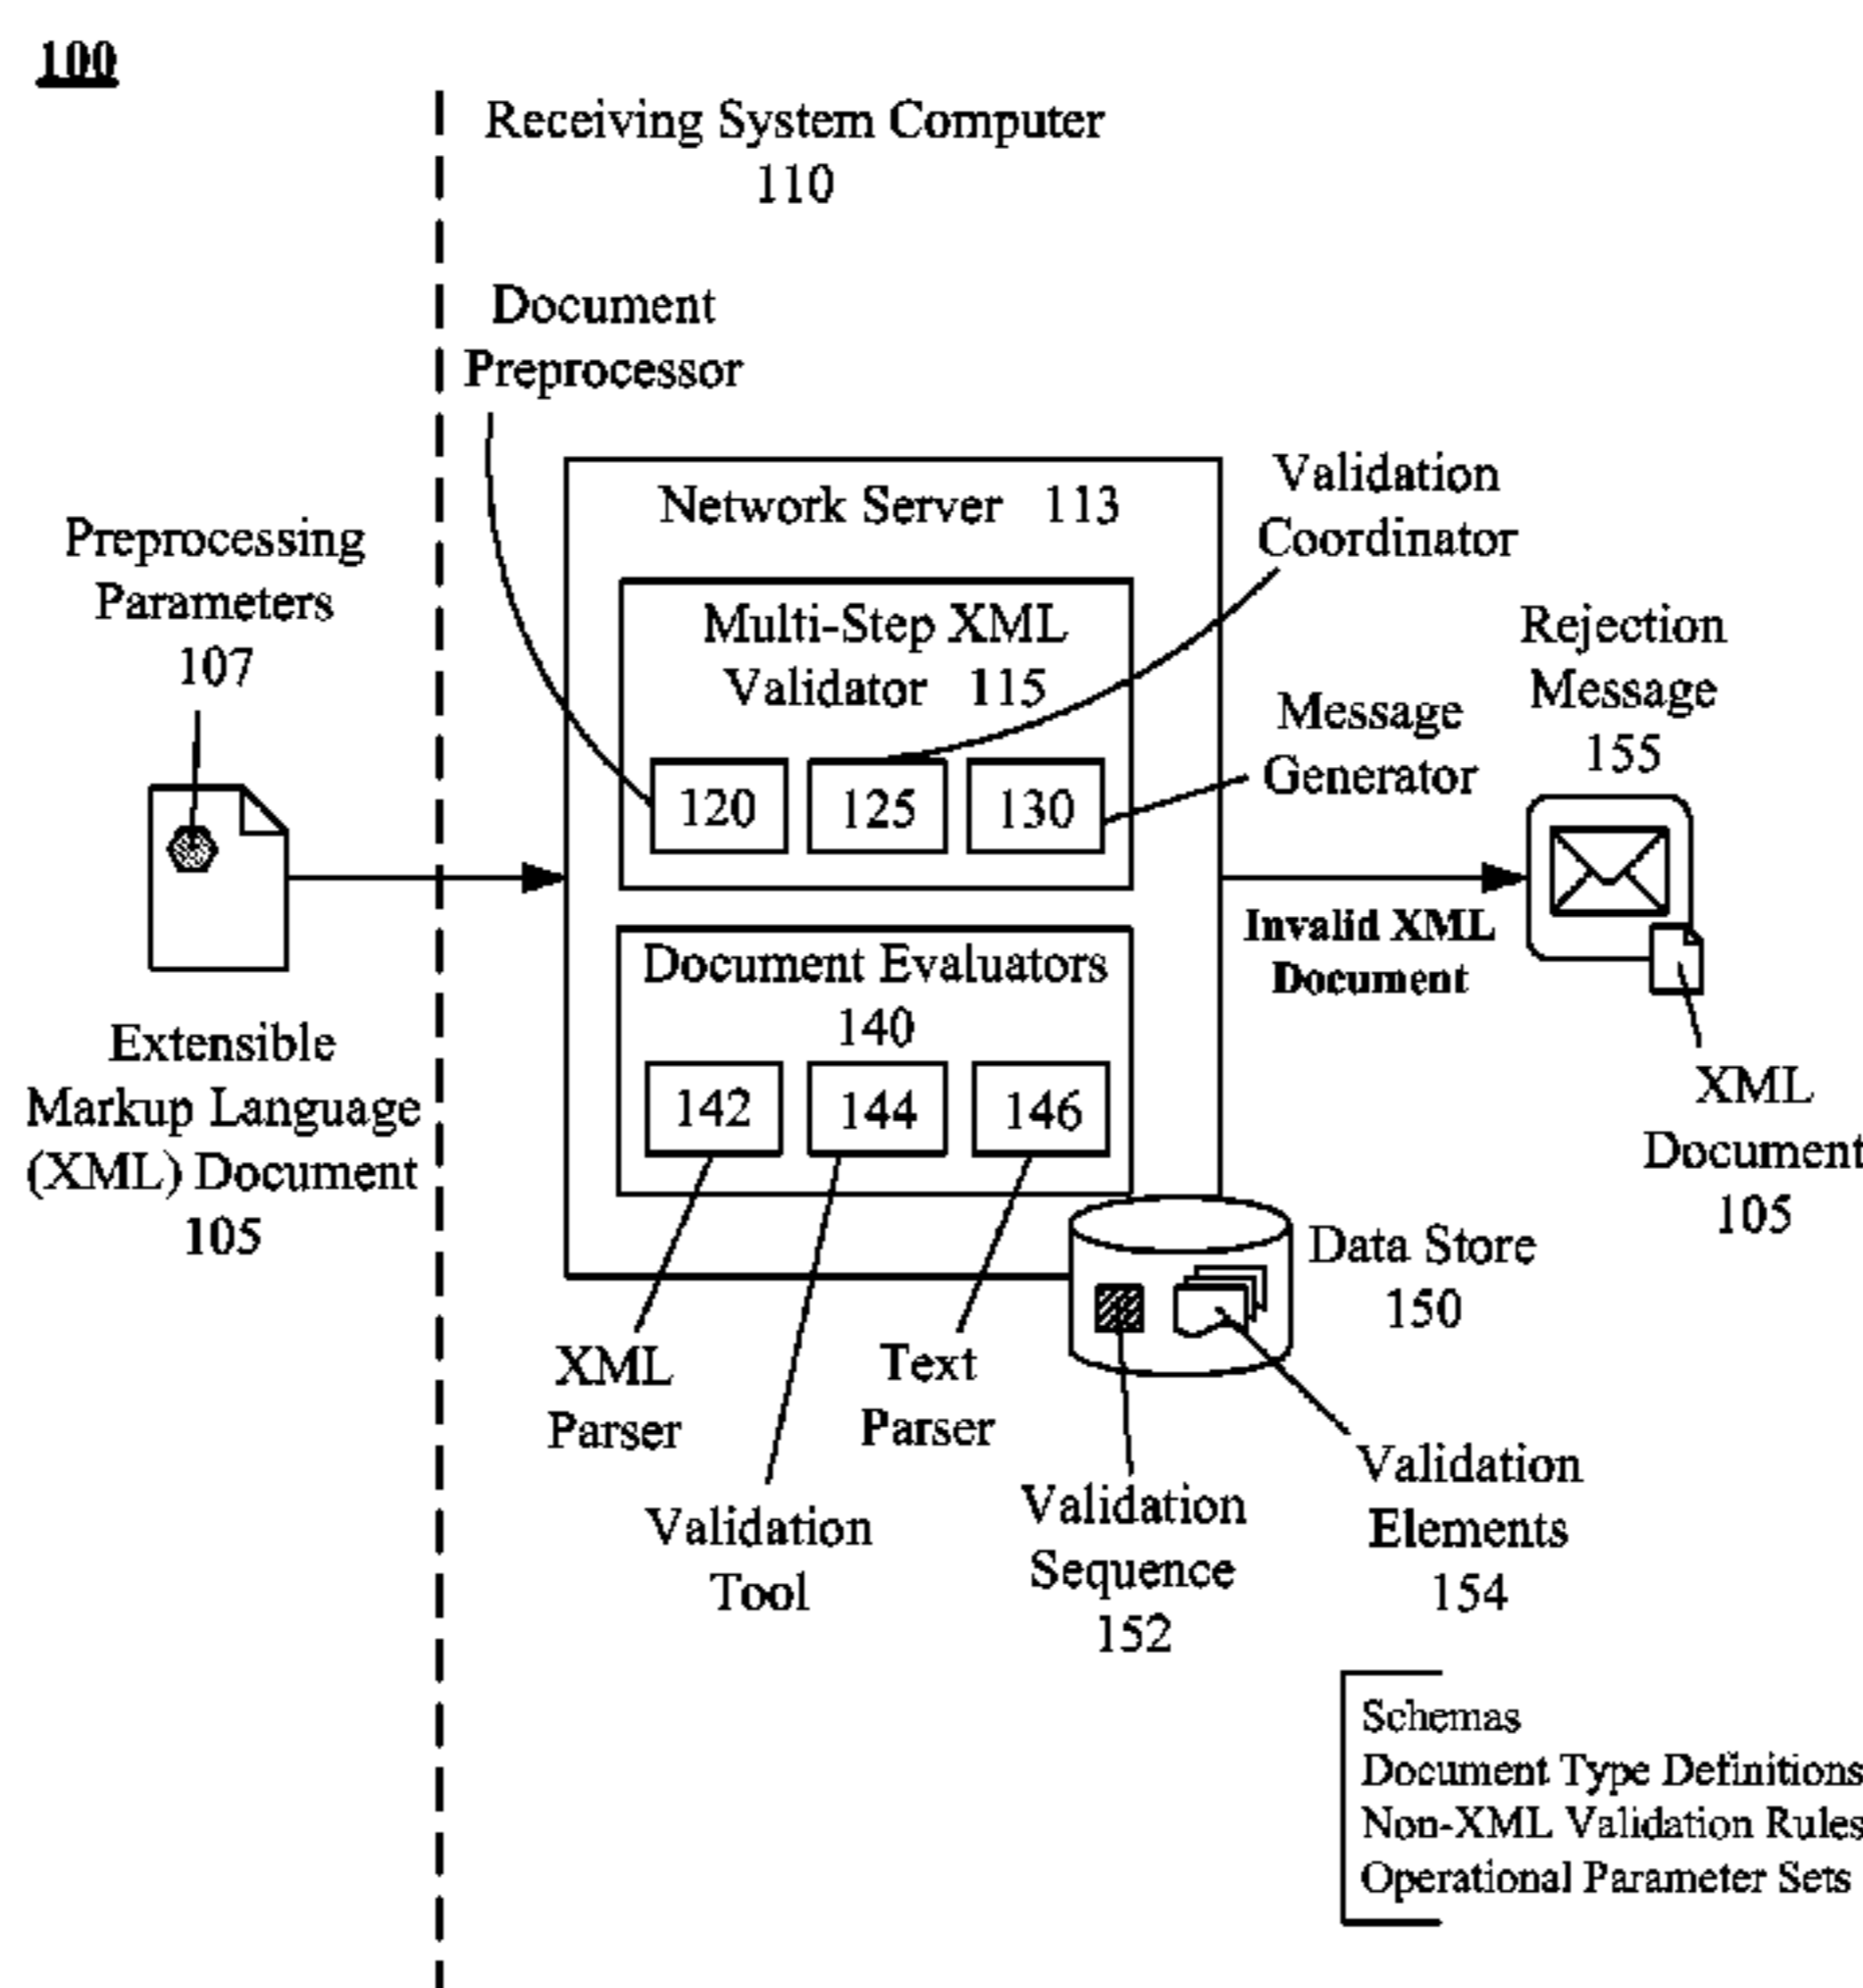 100
Receiving System Computer
110
Document
Preprocessor
Network Server 113
Validation
Coordinator
Preprocessing
Parameters
107
Multi-Step XML
Validator 115
Rejection
Message
155
Message
Generator
120
125
130
Invalid XML
Document
Document Evaluators
140
142
144
146
Extensible
Markup Language
(XML) Document
105
XML
Document
105
Data Store
150
XML
Parser
Text
Parser
Validation
Tool
Validation
Sequence
152
Validation
Elements
154
Schemas
Document Type Definitions
Non-XML Validation Rules
Operational Parameter Sets